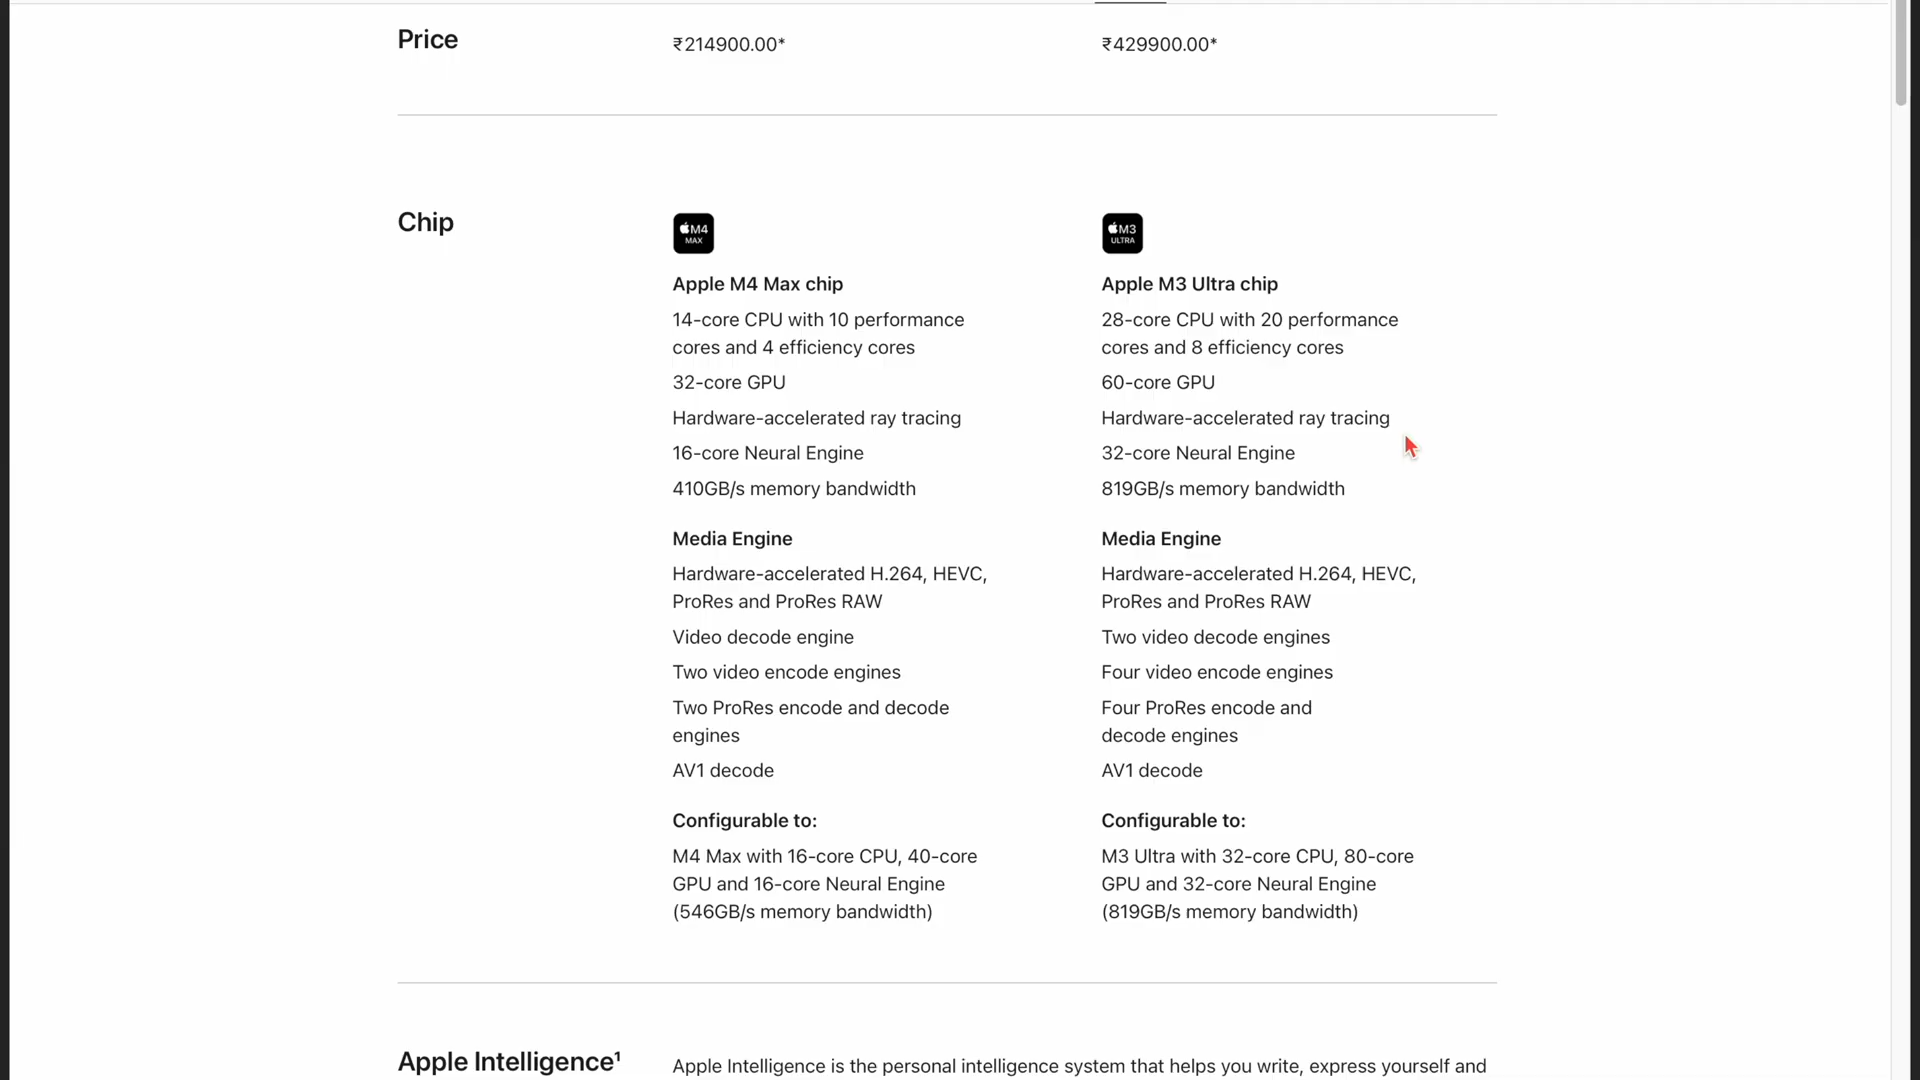 Price
₹214900.00*
₹429900.00*
Chip
M4
MAX
Apple M4 Max chip
14-core CPU with 10 performance
cores and 4 efficiency cores
32-core GPU
Hardware-accelerated ray tracing
16-core Neural Engine
410GB/s memory bandwidth
Media Engine
Hardware-accelerated H.264, HEVC,
ProRes and ProRes RAW
Video decode engine
Two video encode engines
Two ProRes encode and decode
engines
AV1 decode
Configurable to:
M4 Max with 16-core CPU, 40-core
GPU and 16-core Neural Engine
(546GB/s memory bandwidth)
M3
ULTRA
Apple M3 Ultra chip
28-core CPU with 20 performance
cores and 8 efficiency cores
60-core GPU
Hardware-accelerated ray tracing
32-core Neural Engine
819GB/s memory bandwidth
Media Engine
Hardware-accelerated H.264, HEVC,
ProRes and ProRes RAW
Two video decode engines
Four video encode engines
Four ProRes encode and
decode engines
AV1 decode
Configurable to:
M3 Ultra with 32-core CPU, 80-core
GPU and 32-core Neural Engine
(819GB/s memory bandwidth)
Apple Intelligence¹
Apple Intelligence is the personal intelligence system that helps you write, express yourself and